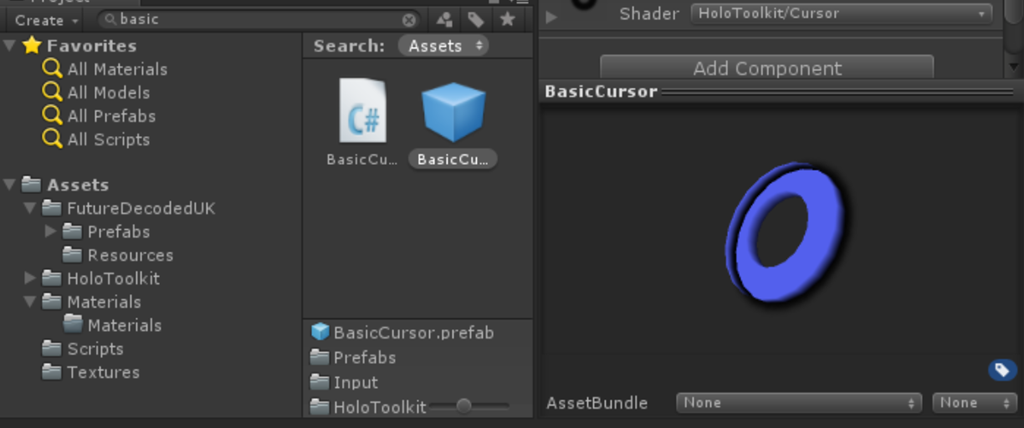 Project
Create
basic
Favorites
All Materials
All Models
All Prefabs
All Scripts
Assets
FutureDecodedUK
Prefabs
Resources
HoloToolkit
Materials
Materials
Scripts
Textures
Search: Assets
C#
BasicCu...
BasicCu...
BasicCursor.prefab
Prefabs
Input
HoloToolkit
Shader
HoloToolkit/Cursor
Add Component
BasicCursor
AssetBundle
None
None